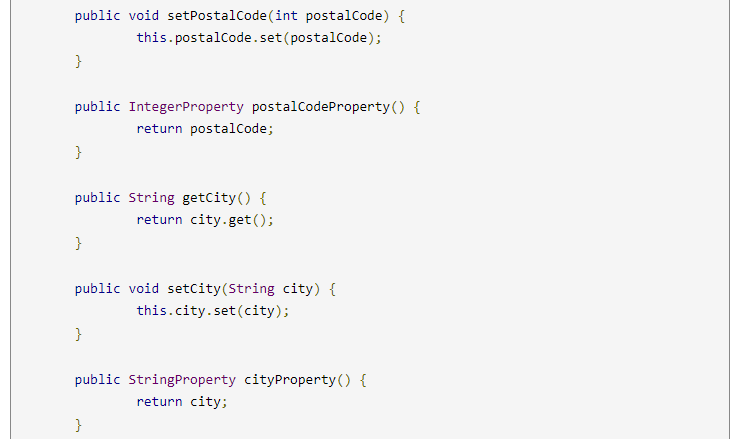 public void setPostalCode(int postalCode) {
this.postalCode.set(postalCode);
}
public IntegerProperty postalCodeProperty() {
return postalCode;
}
public String getCity() {
return city.get();
}
public void setCity(String city) {
this.city.set(city);
}
public StringProperty cityProperty() {
return city;
}